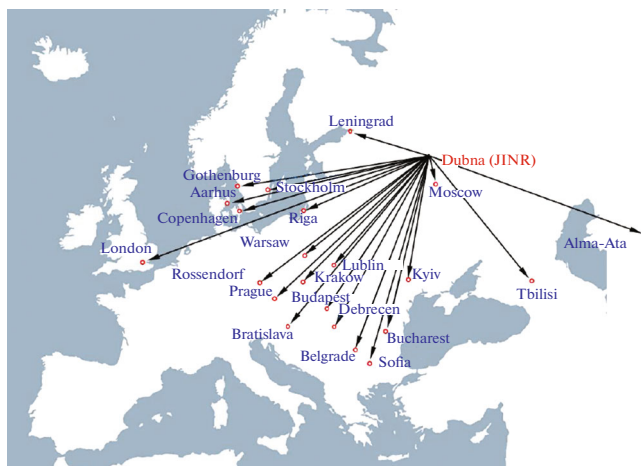 Leningrad
Dubna (JINR)
Gothenburg
Stockholm
Moscow
Aarhus
Copenhagen
Riga
Warsaw
London
Alma-Ata
Lublin
Rossendorf
Krakow
Kyiv
Prague
Tbilisi
Budapest
Debrecen
Bratislava
Bucharest
Belgrade
Sofia